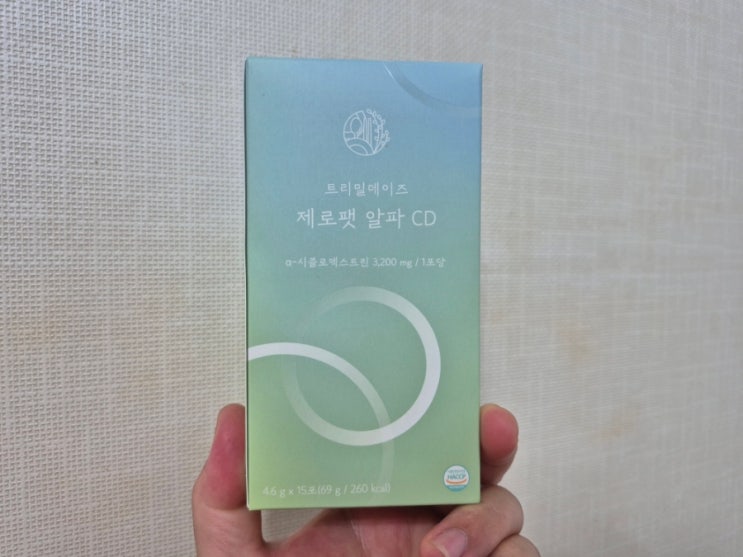 트리밀데이즈
제로팻 알파 CD
α-시클로덱스트린 3,200 mg / 1포당
4.6 g x 15포(69 g / 260 kcal)
HACCP